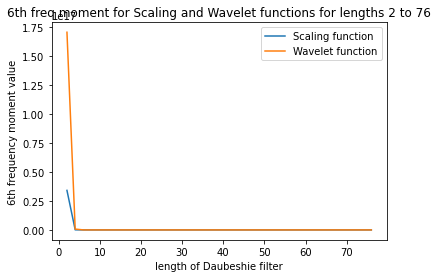 6th freq moment for Scaling and Wavelet functions for lengths 2 to 76
1e17
Scaling function
Wavelet function
6th frequency moment value
1.75
1.50
1.25
1.00
0.75
0.50
0.25
0.00
0 10 20 30 40 50 60 70
length of Daubeshie filter